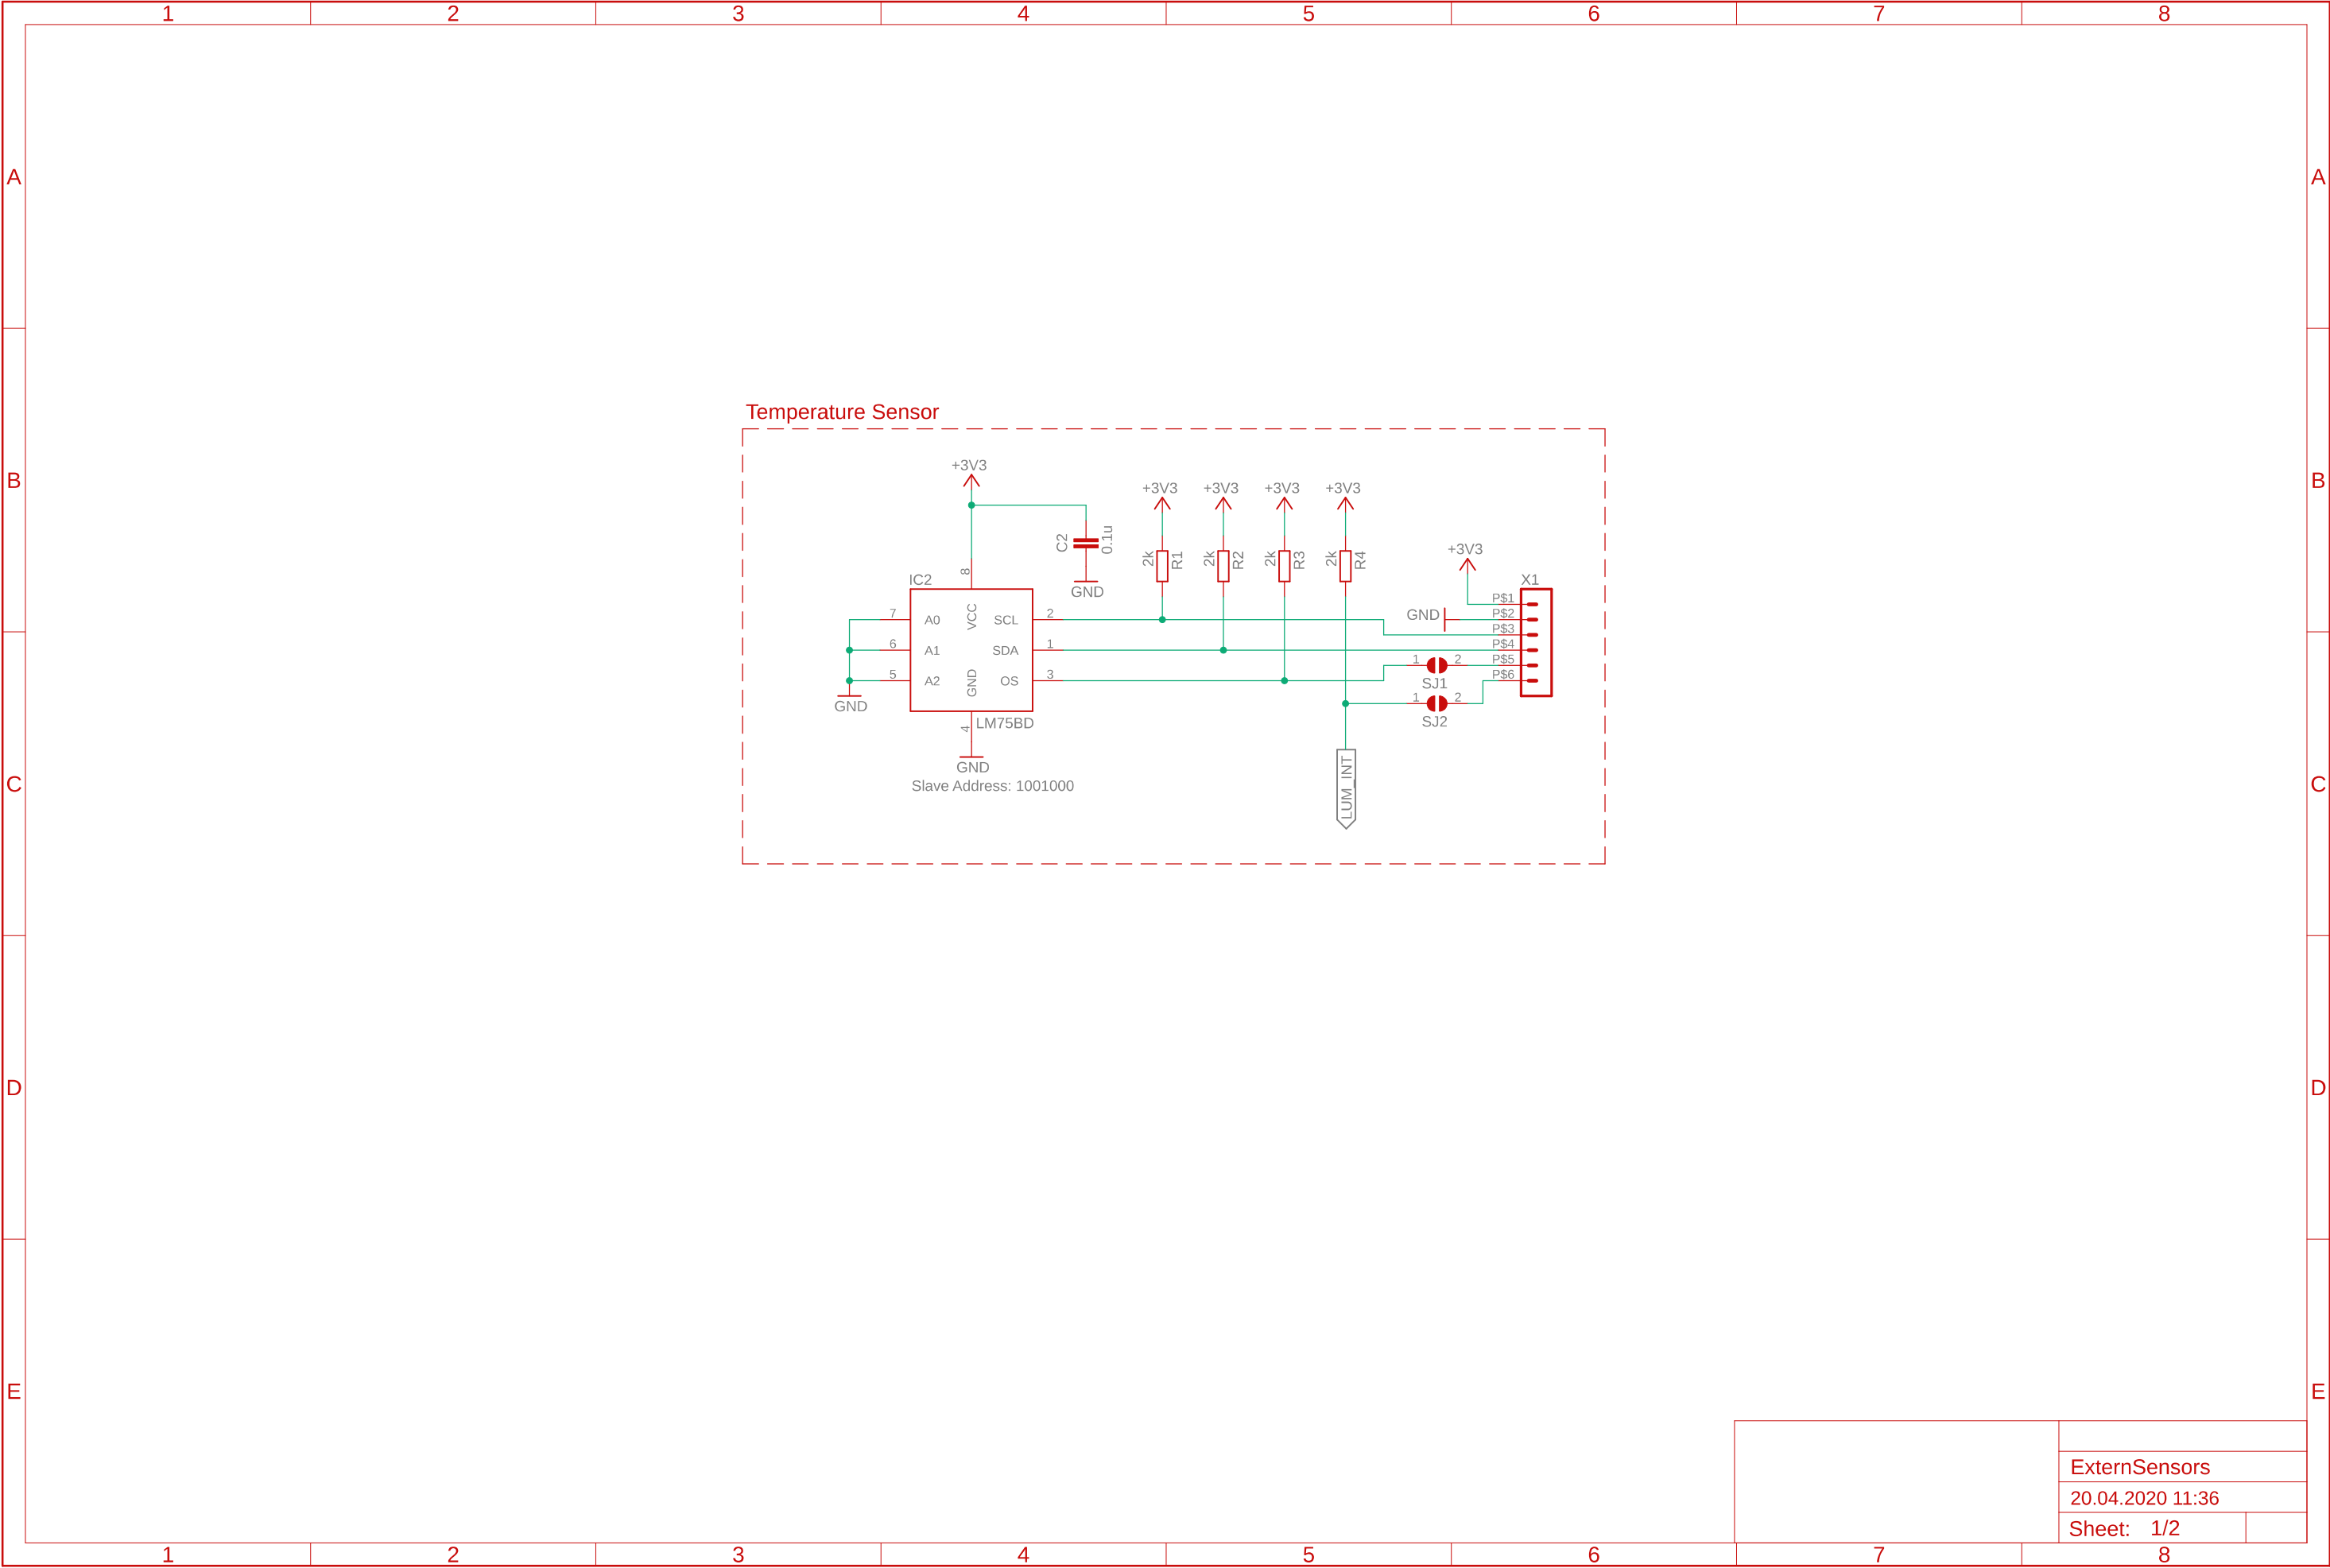 1 2 3 4 5 6 7 8
A A
Temperature Sensor
B B
+3V3
+3V3 +3V3 +3V3 +3V3
C2 0.1u
2k R1 2k R2 2k R3 2k R4
+3V3
GND
IC2 X1
8
P$1
P$2
P$3
P$4
P$5
P$6
GND
7 A0 VCC SCL 2
6 A1 SDA 1
5 A2 GND OS 3
1 2
SJ1
1 2
SJ2
GND
4 LM75BD
GND
Slave Address: 1001000
LUM_INT
C C
D D
E E
ExternSensors
20.04.2020 11:36
Sheet: 1/2
1 2 3 4 5 6 7 8